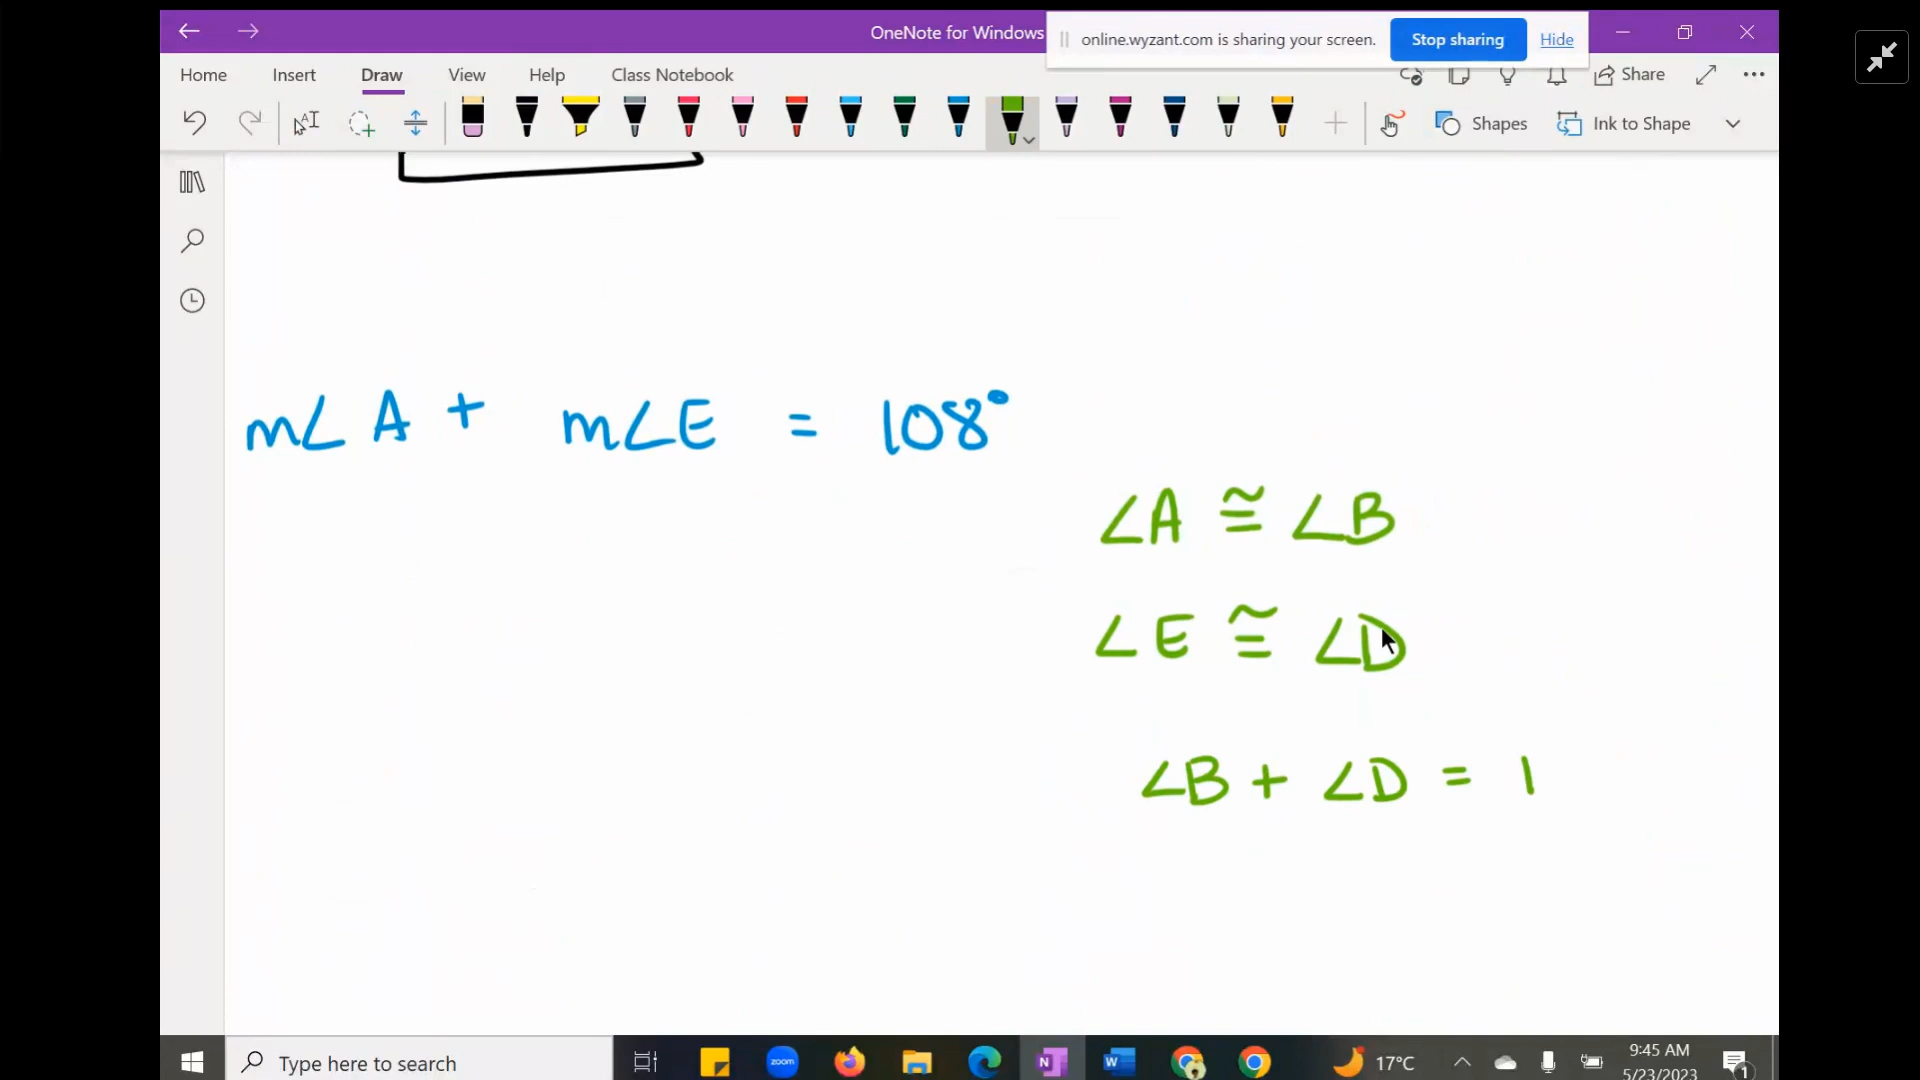 OneNote for Windows
online.wyzant.com is sharing your screen.
Stop sharing
Hide
Home
Insert
Draw
View
Help
Class Notebook
Share
Shapes
Ink to Shape
m∠A + m∠E = 108°
∠A ≅ ∠B
∠E ≅ ∠D
∠B + ∠D = 1
Type here to search
zoom
17°C
9:45 AM
5/23/2023
1